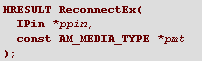 HRESULT ReconnectEx(
IPin *ppin,
const AM_MEDIA_TYPE *pmt
);